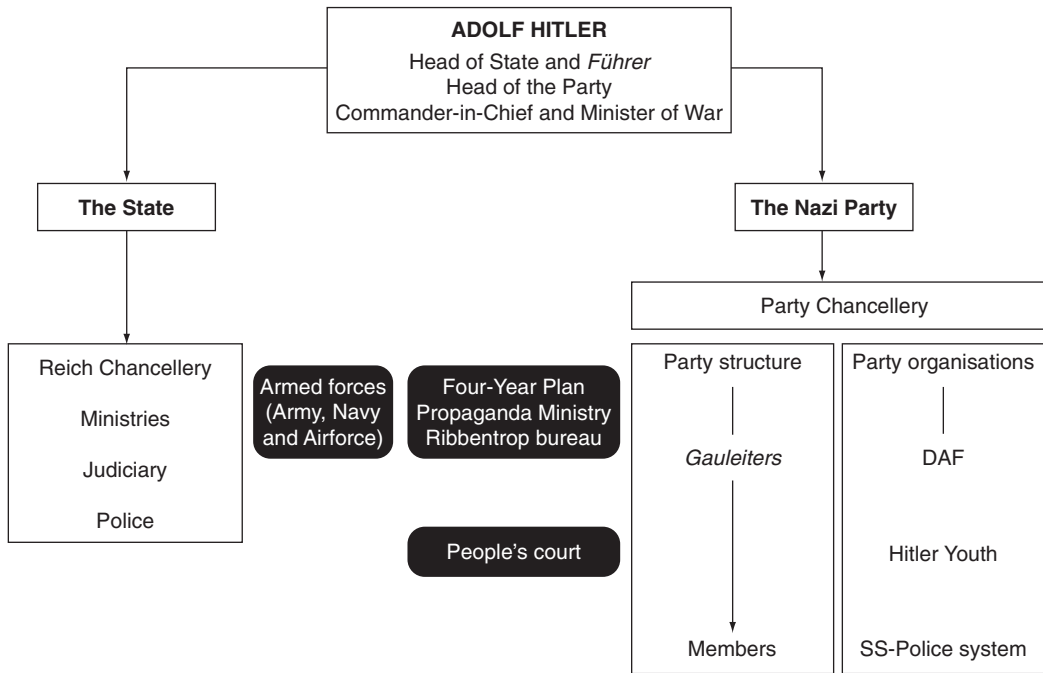 ADOLF HITLER
Head of State and Führer
Head of the Party
Commander-in-Chief and Minister of War
The State
The Nazi Party
Party Chancellery
Reich Chancellery
Ministries
Judiciary
Police
Armed forces
(Army, Navy
and Airforce)
Four-Year Plan
Propaganda Ministry
Ribbentrop bureau
People's court
Party structure
Gauleiters
Members
Party organisations
DAF
Hitler Youth
SS-Police system